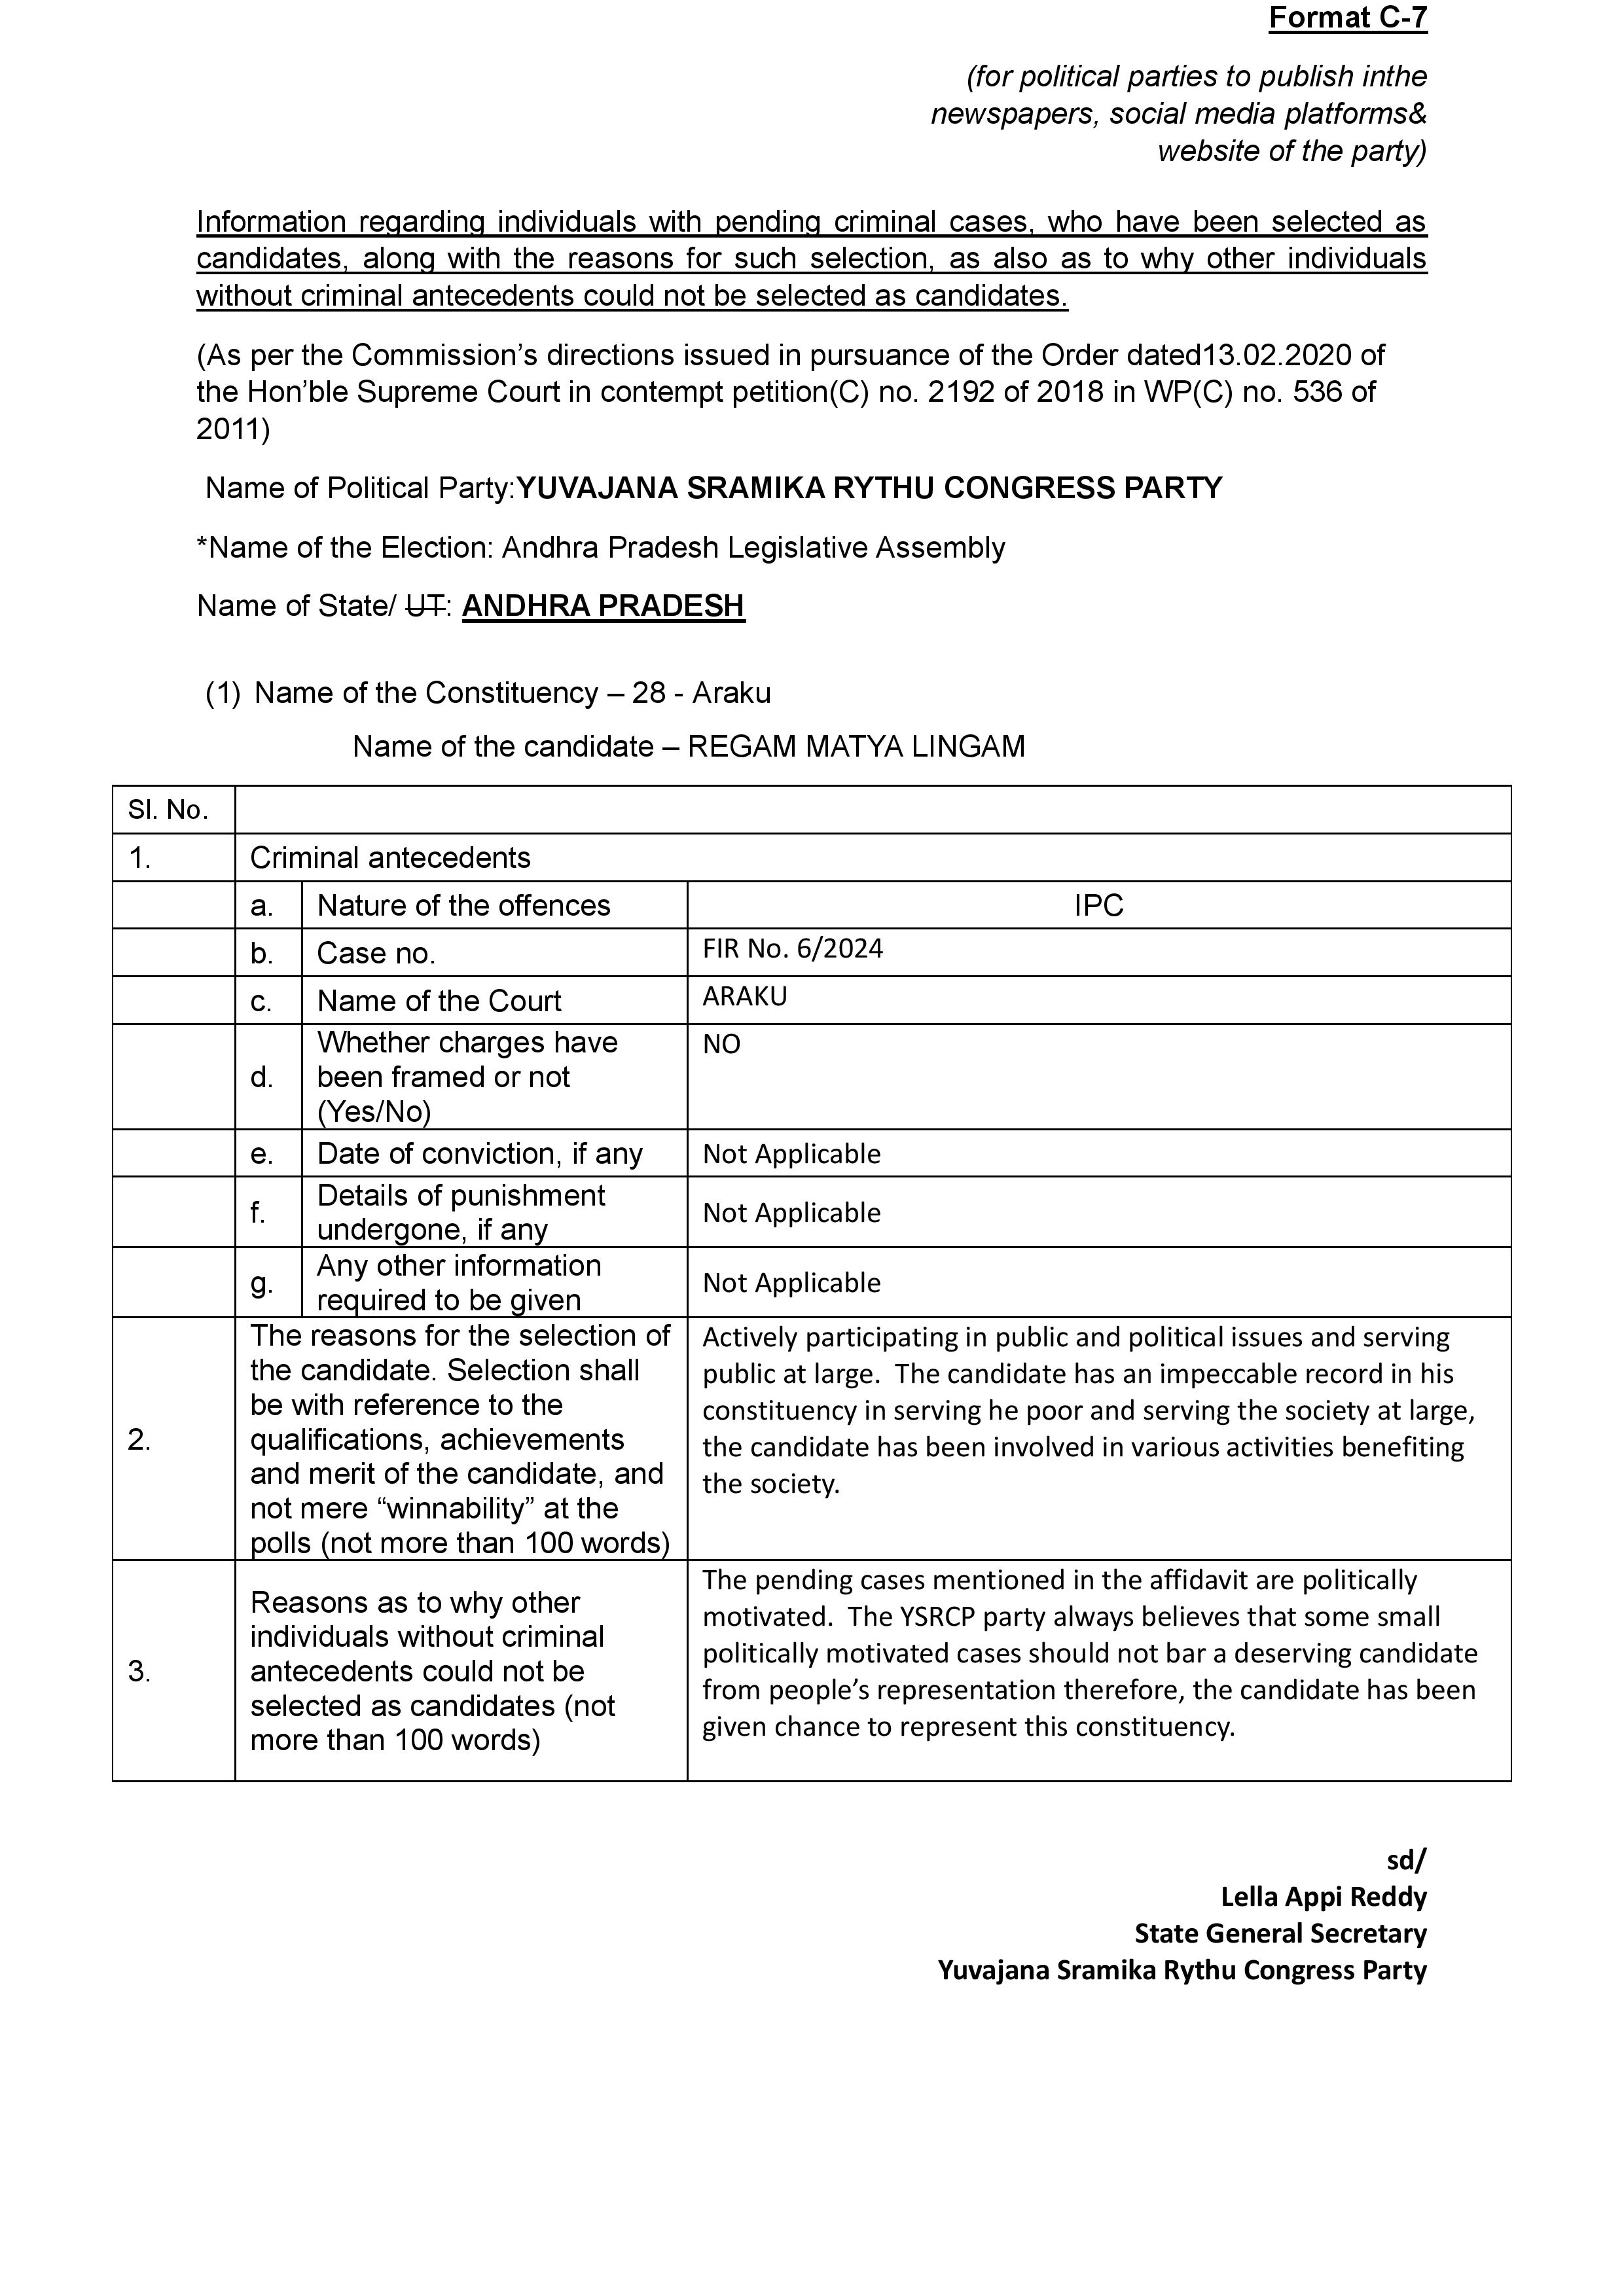 Format C-7
(for political parties to publish inthe
newspapers, social media platforms&
website of the party)
Information regarding individuals with pending criminal cases, who have been selected as
candidates, along with the reasons for such selection, as also as to why other individuals
without criminal antecedents could not be selected as candidates.
(As per the Commission’s directions issued in pursuance of the Order dated13.02.2020 of
the Hon’ble Supreme Court in contempt petition(C) no. 2192 of 2018 in WP(C) no. 536 of
2011)
Name of Political Party:YUVAJANA SRAMIKA RYTHU CONGRESS PARTY
*Name of the Election: Andhra Pradesh Legislative Assembly
Name of State/ UT: ANDHRA PRADESH
(1) Name of the Constituency – 28 - Araku
Name of the candidate – REGAM MATYA LINGAM
Sl. No.
1. Criminal antecedents
a. Nature of the offences IPC
b. Case no. FIR No. 6/2024
c. Name of the Court ARAKU
d. Whether charges have
been framed or not
(Yes/No)
NO
e. Date of conviction, if any Not Applicable
f. Details of punishment
undergone, if any
Not Applicable
g. Any other information
required to be given
Not Applicable
2.
The reasons for the selection of
the candidate. Selection shall
be with reference to the
qualifications, achievements
and merit of the candidate, and
not mere “winnability” at the
polls (not more than 100 words)
Actively participating in public and political issues and serving
public at large. The candidate has an impeccable record in his
constituency in serving he poor and serving the society at large,
the candidate has been involved in various activities benefiting
the society.
3.
Reasons as to why other
individuals without criminal
antecedents could not be
selected as candidates (not
more than 100 words)
The pending cases mentioned in the affidavit are politically
motivated. The YSRCP party always believes that some small
politically motivated cases should not bar a deserving candidate
from people’s representation therefore, the candidate has been
given chance to represent this constituency.
sd/
Lella Appi Reddy
State General Secretary
Yuvajana Sramika Rythu Congress Party